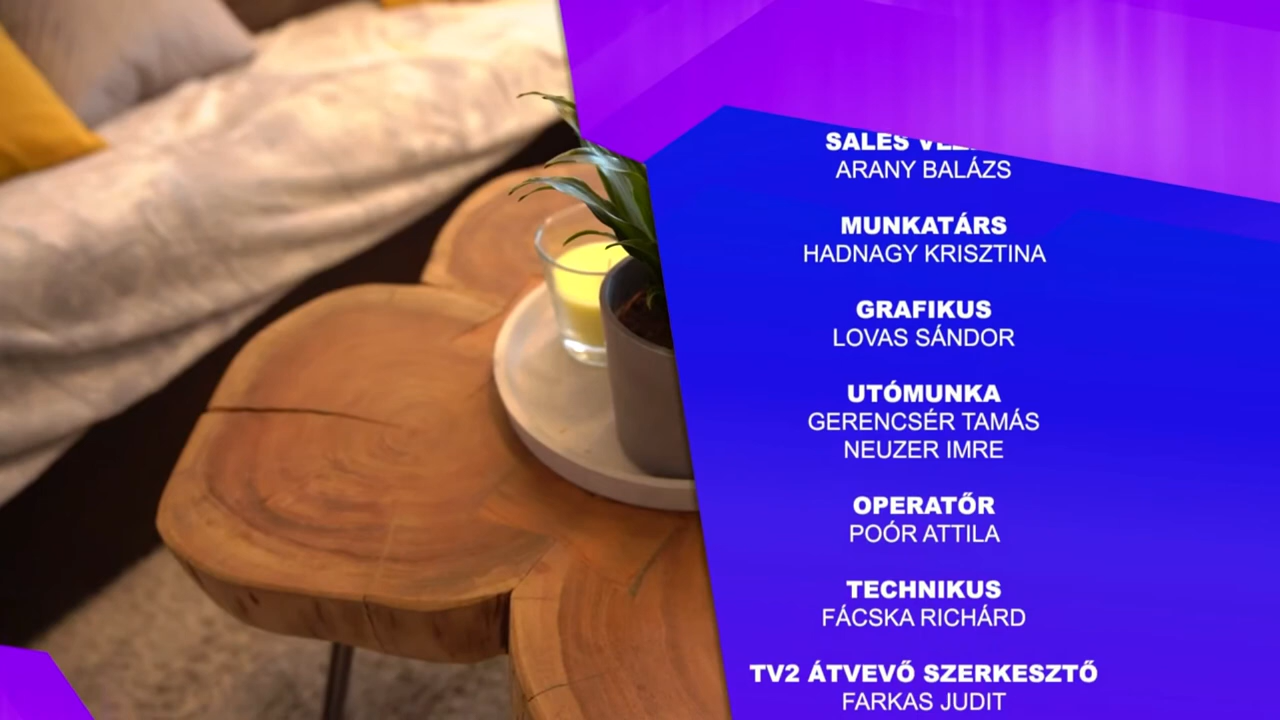 SALES
ARANY BALÁZS
MUNKATÁRS
HADNAGY KRISZTINA
GRAFIKUS
LOVAS SÁNDOR
UTÓMUNKA
GERENCSÉR TAMÁS
NEUZER IMRE
OPERATŐR
POÓR ATTILA
TECHNIKUS
FÁCSKA RICHÁRD
TV2 ÁTVEVŐ SZERKESZTŐ
FARKAS JUDIT